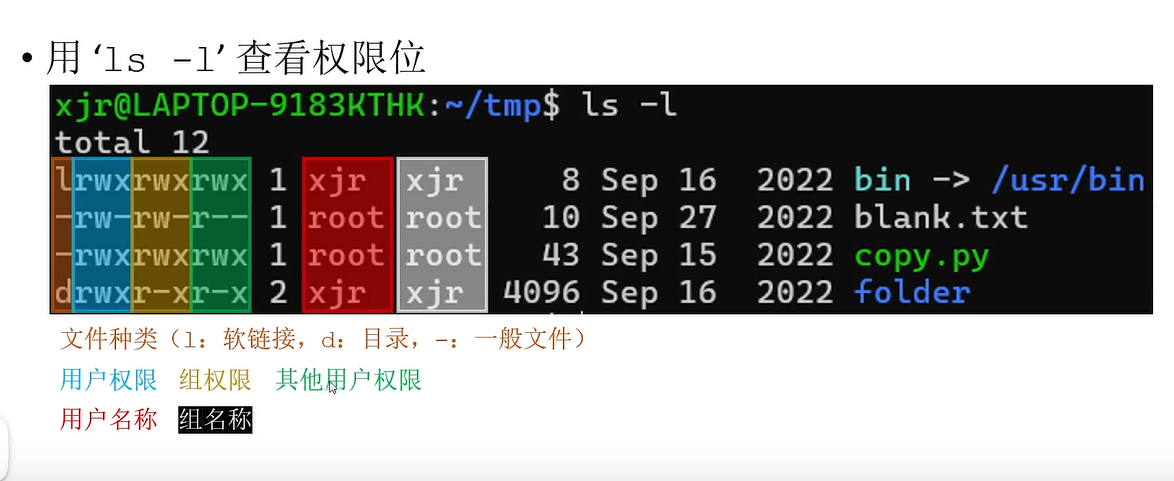 • 用 ‘ls -l’ 查看权限位
xjr@LAPTOP-9183KTHK:~/tmp$ ls -l
total 12
lrwxrwxrwx 1 xjr xjr 8 Sep 16 2022 bin -> /usr/bin
-rw-rw-r-- 1 root root 10 Sep 27 2022 blank.txt
-rwxrwxrwx 1 root root 43 Sep 15 2022 copy.py
drwxr-xr-x 2 xjr xjr 4096 Sep 16 2022 folder
文件种类（l：软链接，d：目录，-：一般文件）
用户权限 组权限 其他用户权限
用户名称 组名称